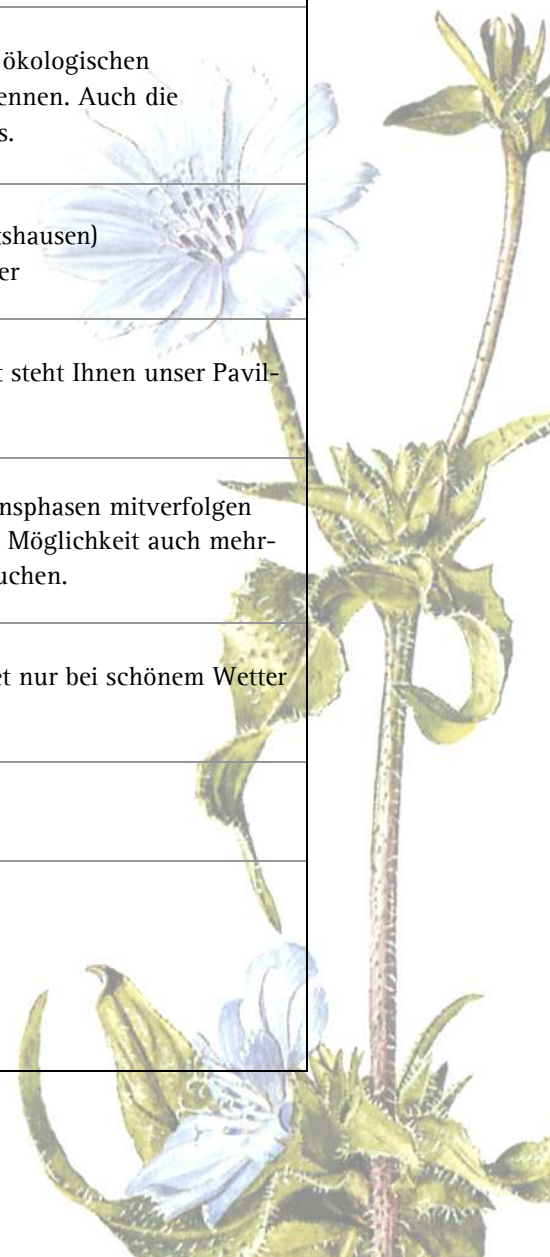 ökologischen
ennen. Auch die
s.
tshausen)
er
t steht Ihnen unser Pavil-
nsphasen mitverfolgen
Möglichkeit auch mehr-
uchen.
et nur bei schönem Wetter